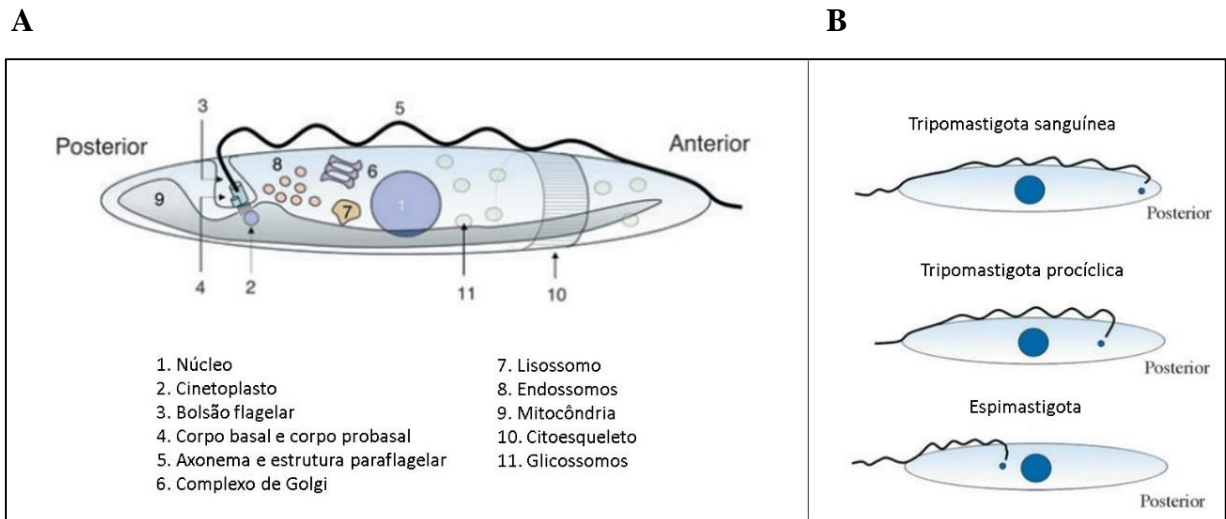 A
B
3
5
Posterior
Anterior
8
6
9
1
7
4
2
11
10
1. Núcleo
2. Cinetoplasto
3. Bolsão flagelar
4. Corpo basal e corpo probasal
5. Axonema e estrutura paraflagelar
6. Complexo de Golgi
7. Lisossomo
8. Endossomos
9. Mitocôndria
10. Citoesqueleto
11. Glicossomos
Tripomastigota sanguínea
Posterior
Tripomastigota procíclica
Posterior
Espimastigota
Posterior